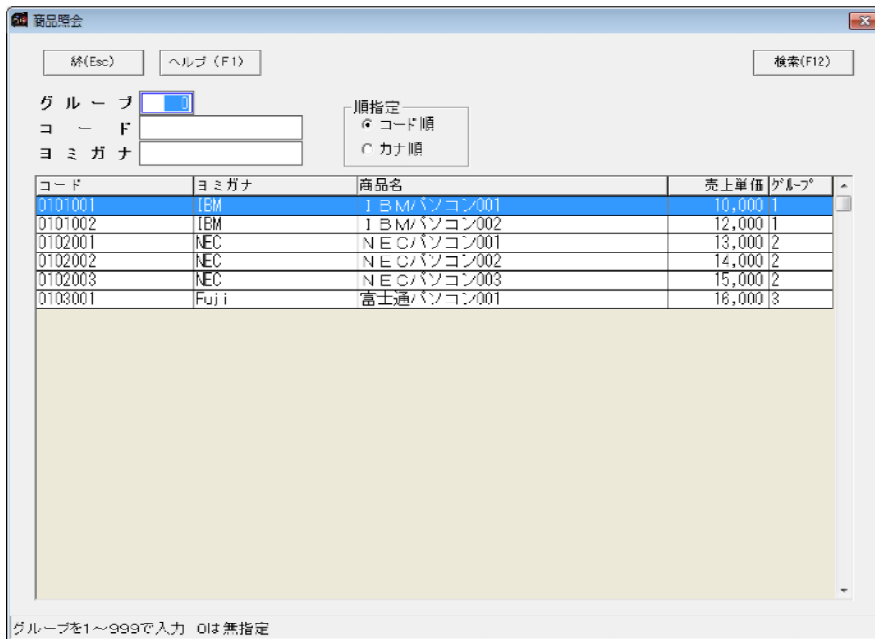 商品照会
終(Esc) ヘルプ(F1) 検索(F12)
グループ 0
コード
ヨミガナ
順指定
コード順
カナ順
コード ヨミガナ 商品名 売上単価 グループ
0101001 IBM IBMパソコン001 10,000 1
0101002 IBM IBMパソコン002 12,000 1
0102001 NEC NECパソコン001 13,000 2
0102002 NEC NECパソコン002 14,000 2
0102003 NEC NECパソコン003 15,000 2
0103001 Fuji 富士通パソコン001 16,000 3
グループを1~999で入力 0は無指定